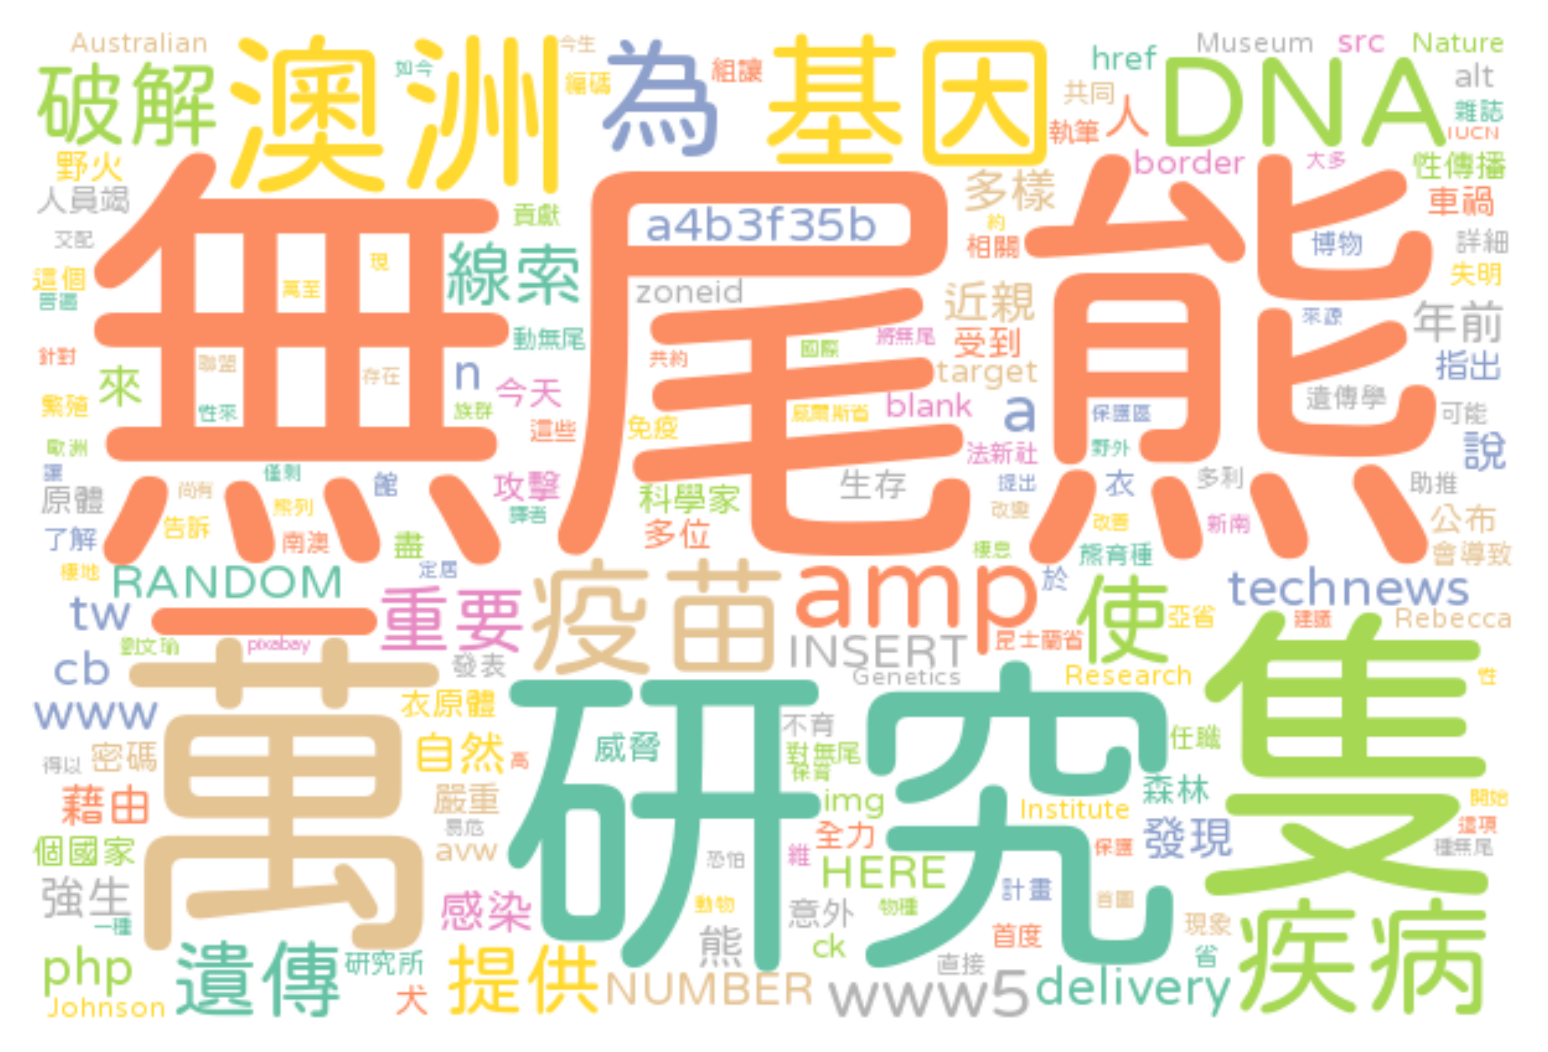 Australian
澳洲
今生
為
基因
Museum
src
Nature
破解
如今
編碼
組讓
href
DNA
alt
共同
雜誌
執筆
人
IUCN
野火
無尾熊
border
大多
性傳播
人員竭
貢獻
a4b3f35b
多樣
車禍
交配
現
線索
約
相關
博物
詳細
這個
萬至
zoneid
近親
失明
普遍
動無尾
將無尾
受到
來源
年前
針對
聯盟
存在
n
共約
國際
target
指出
來
今天
blank
遺傳學
繁殖
性來
族群
這些
免疫
威爾斯省
a
保護區
可能
歐洲
法新社
野外
說
讓
僅剩
館
攻擊
生存
提出
衣
多利
助推
原體
尚有
熊列
譯者
科學家
改變
改善
新南
公布
了解
告訴
南澳
盡
多位
棲息
熊育種
會導致
棲地
RANDOM
定居
疫苗
amp
於
使
technews
tw
一
重要
INSERT
昆士蘭省
亞省
建議
Rebecca
劉文瑜
pixabay
發表
Genetics
Research
隻
性
cb
萬
www
衣原體
研究
不育
任職
得以
密碼
自然
高
威脅
對無尾
保育
藉由
嚴重
img
Institute
森林
開始
易危
全力
這項
個國家
avw
恐怕
維
保護
發現
種無尾
HERE
強生
感染
動物
意外
物種
計畫
首圖
疾病
一種
熊
ck
首度
現象
php
遺傳
研究所
提供
直接
省
Johnson
犬
NUMBER
www5
delivery